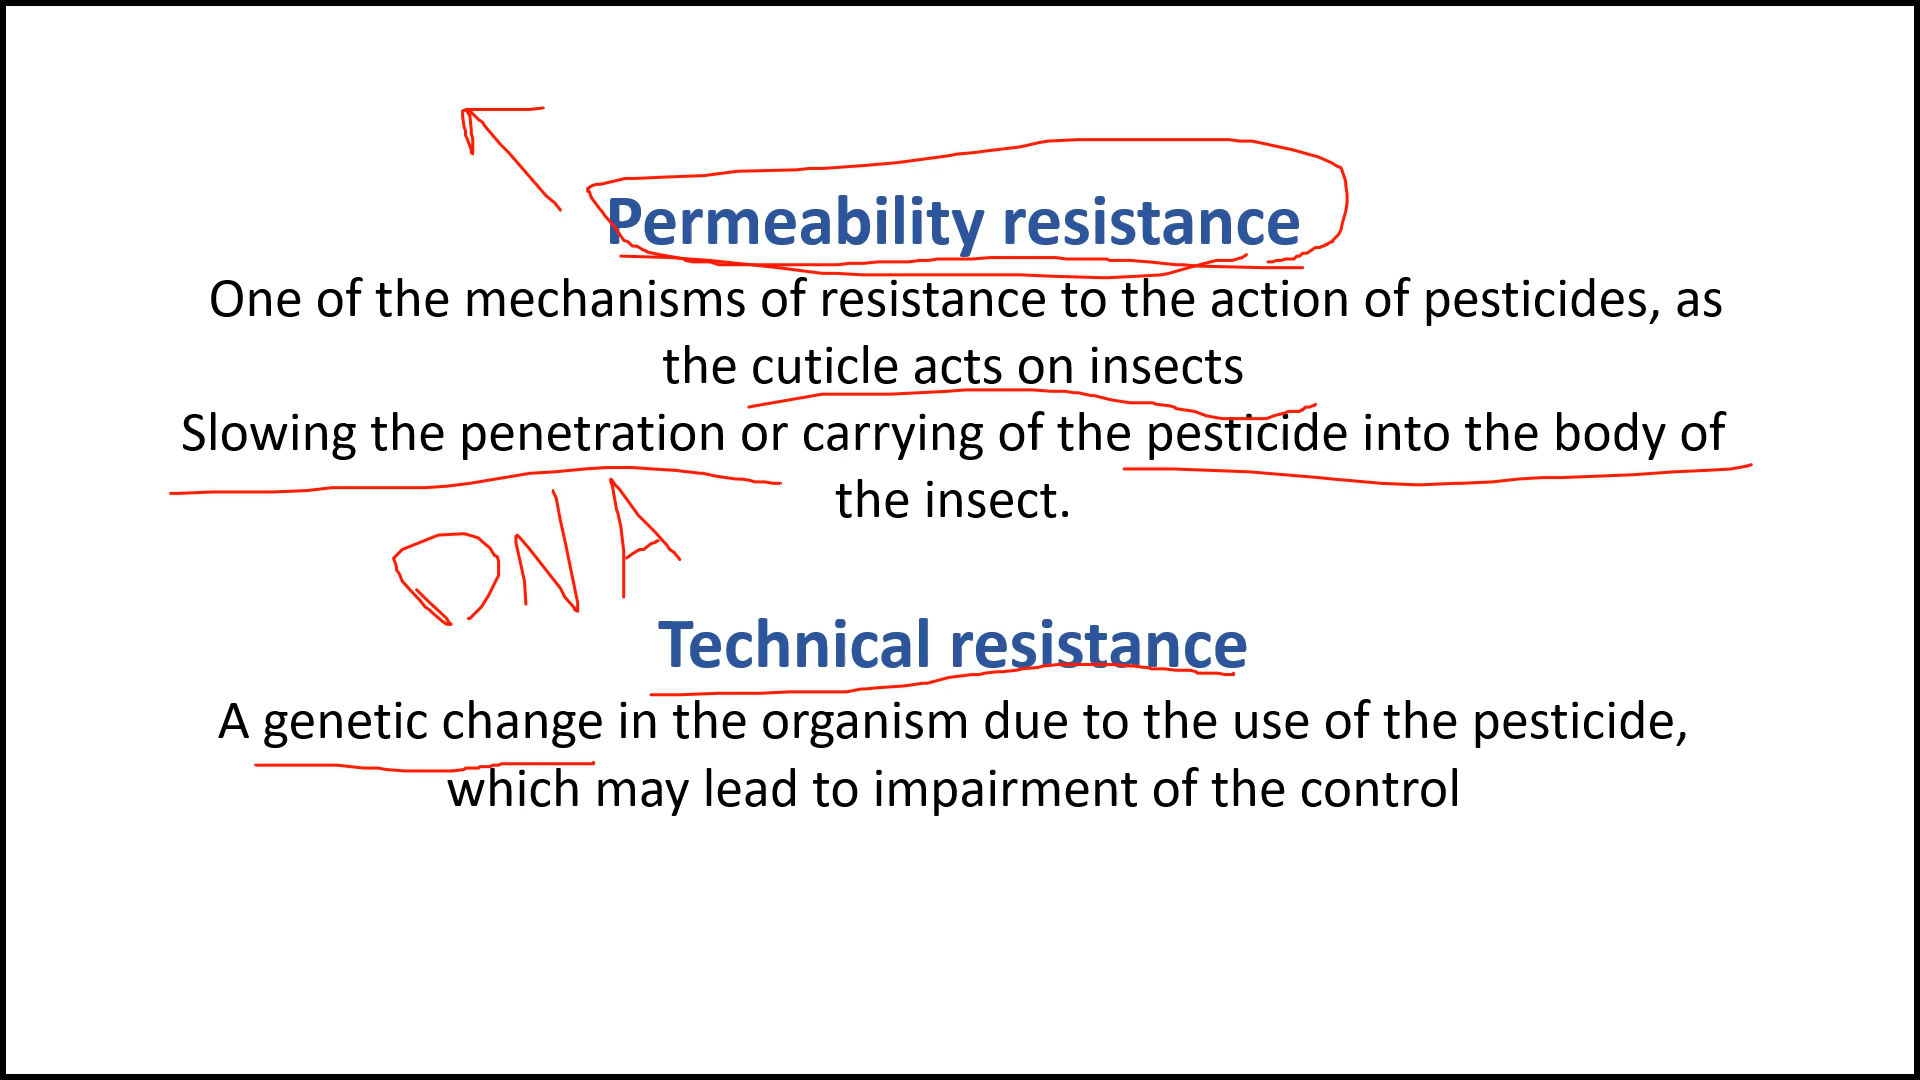 Permeability resistance
One of the mechanisms of resistance to the action of pesticides, as
the cuticle acts on insects
Slowing the penetration or carrying of the pesticide into the body of
the insect.
DNA
Technical resistance
A genetic change in the organism due to the use of the pesticide,
which may lead to impairment of the control